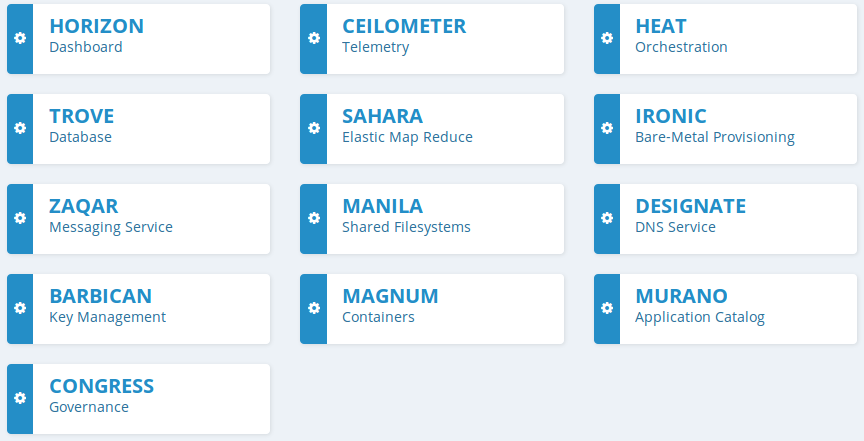 HORIZON
Dashboard
CEILOMETER
Telemetry
HEAT
Orchestration
TROVE
Database
SAHARA
Elastic Map Reduce
IRONIC
Bare-Metal Provisioning
ZAQAR
Messaging Service
MANILA
Shared Filesystems
DESIGNATE
DNS Service
BARBICAN
Key Management
MAGNUM
Containers
MURANO
Application Catalog
CONGRESS
Governance